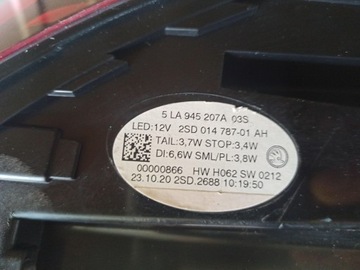 5 LA 945 207A 03S
LED:12V 2SD 014 787-01 AH
TAIL:3,7W STOP:3,4W
DI:6,6W SML/PL:3,8W
00000866 HW H062 SW 0212
23.10.20 2SD.2688 10:19:50